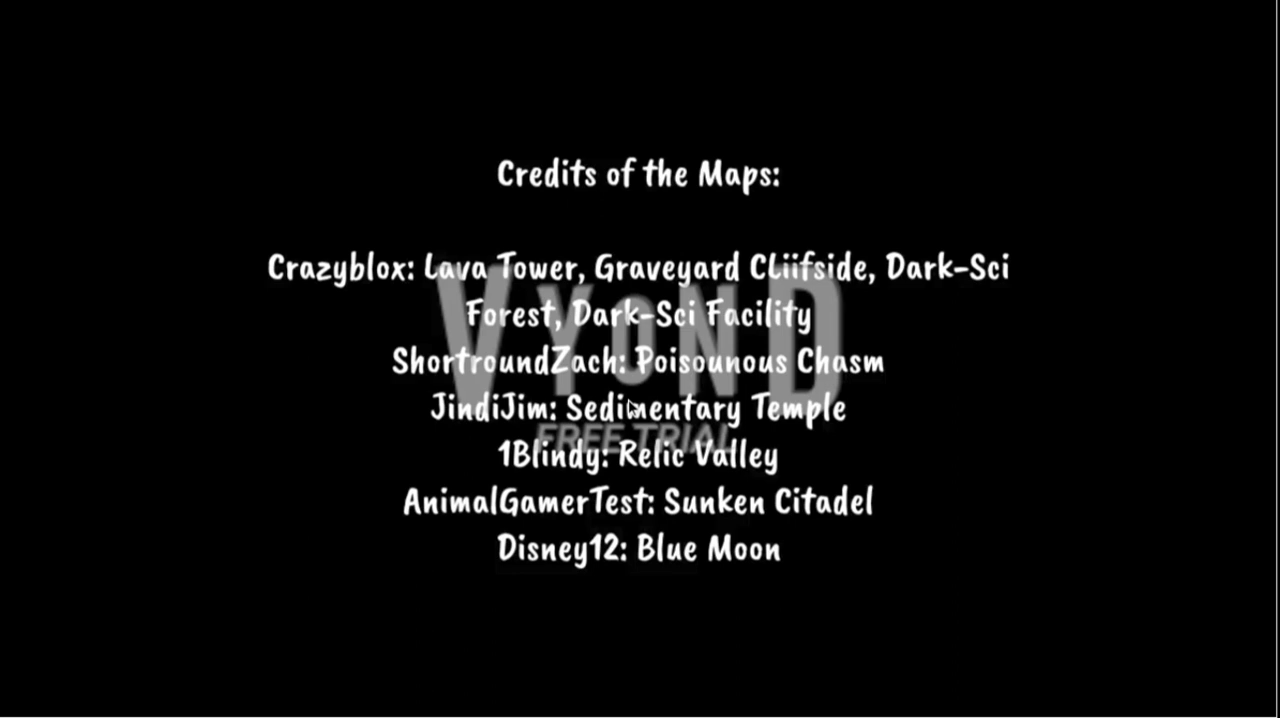 Credits of the Maps:
Crazyblox: Lava Tower, Graveyard Cliifside, Dark-Sci
Forest, Dark-Sci Facility
ShortroundZach: Poisounous Chasm
JindiJim: Sedimentary Temple
1Blindy: Relic Valley
AnimalGamerTest: Sunken Citadel
Disney12: Blue Moon
VYOND
FREE TRIAL